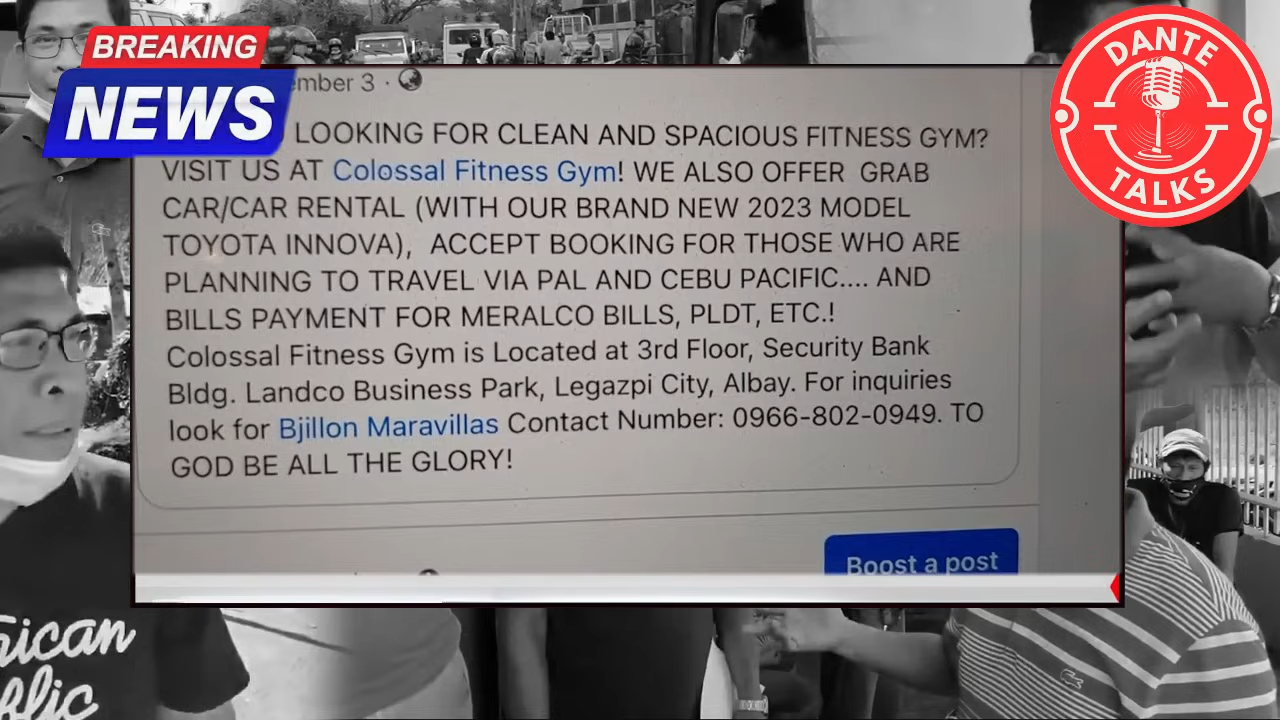 BREAKING
NEWS
DANTE
TALKS
ember 3 ·
LOOKING FOR CLEAN AND SPACIOUS FITNESS GYM?
VISIT US AT Colossal Fitness Gym! WE ALSO OFFER GRAB
CAR/CAR RENTAL (WITH OUR BRAND NEW 2023 MODEL
TOYOTA INNOVA), ACCEPT BOOKING FOR THOSE WHO ARE
PLANNING TO TRAVEL VIA PAL AND CEBU PACIFIC.... AND
BILLS PAYMENT FOR MERALCO BILLS, PLDT, ETC.!
Colossal Fitness Gym is Located at 3rd Floor, Security Bank
Bldg. Landco Business Park, Legazpi City, Albay. For inquiries
look for Bjillon Maravillas Contact Number: 0966-802-0949. TO
GOD BE ALL THE GLORY!
Boost a post